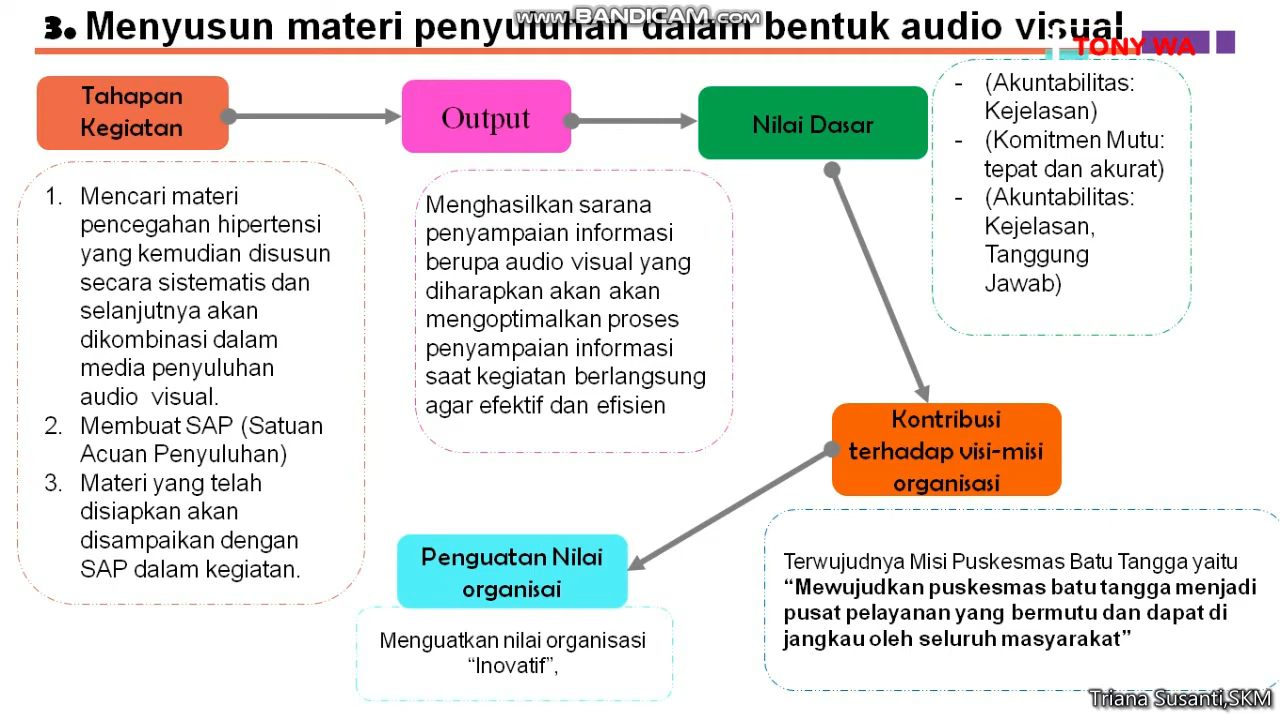 www.BANDICAM.com
3. Menyusun materi penyuluhan dalam bentuk audio visual
TONY WA
Tahapan
Kegiatan
1. Mencari materi
pencegahan hipertensi
yang kemudian disusun
secara sistematis dan
selanjutnya akan
dikombinasi dalam
media penyuluhan
audio visual.
2. Membuat SAP (Satuan
Acuan Penyuluhan)
3. Materi yang telah
disiapkan akan
disampaikan dengan
SAP dalam kegiatan.
Output
Menghasilkan sarana
penyampaian informasi
berupa audio visual yang
diharapkan akan akan
mengoptimalkan proses
penyampaian informasi
saat kegiatan berlangsung
agar efektif dan efisien
Nilai Dasar
- (Akuntabilitas:
Kejelasan)
- (Komitmen Mutu:
tepat dan akurat)
- (Akuntabilitas:
Kejelasan,
Tanggung
Jawab)
Kontribusi
terhadap visi-misi
organisasi
Terwujudnya Misi Puskesmas Batu Tangga yaitu
“Mewujudkan puskesmas batu tangga menjadi
pusat pelayanan yang bermutu dan dapat di
jangkau oleh seluruh masyarakat”
Penguatan Nilai
organisai
Menguatkan nilai organisasi
“Inovatif”,
Triana Susanti,SKM